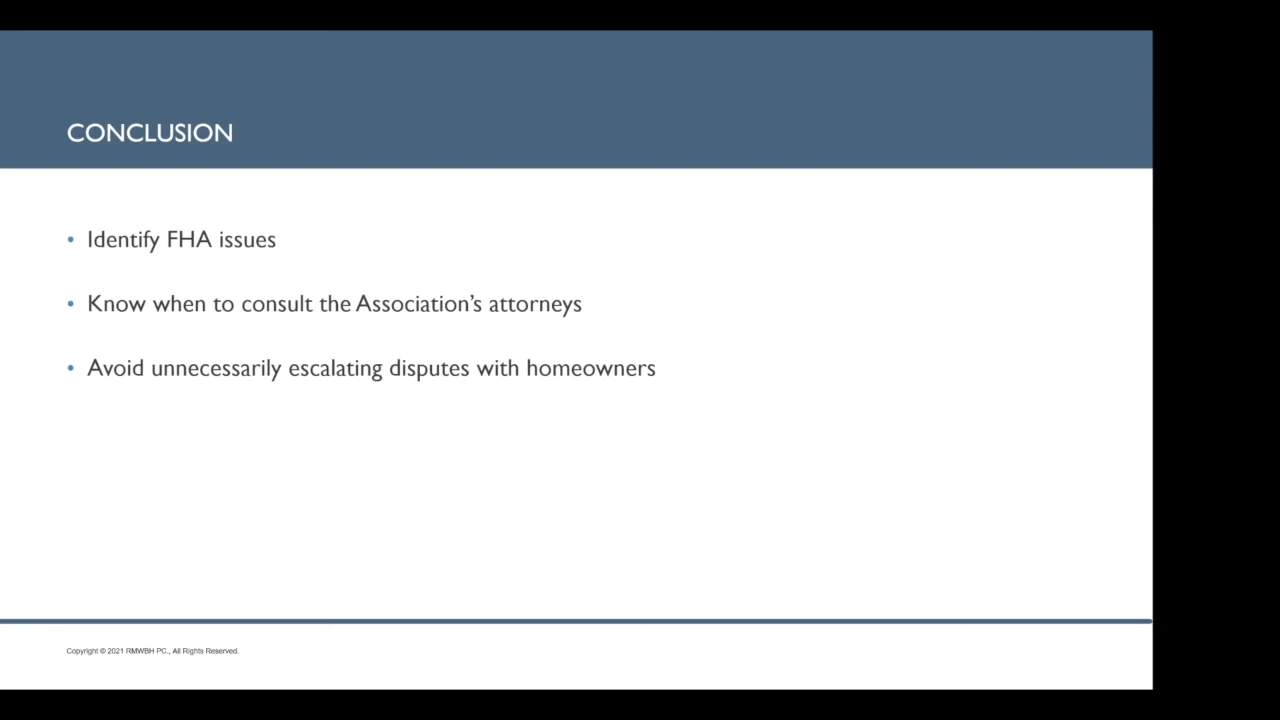 CONCLUSION
• Identify FHA issues
• Know when to consult the Association’s attorneys
• Avoid unnecessarily escalating disputes with homeowners
Copyright © 2021 RMWBH PC., All Rights Reserved.